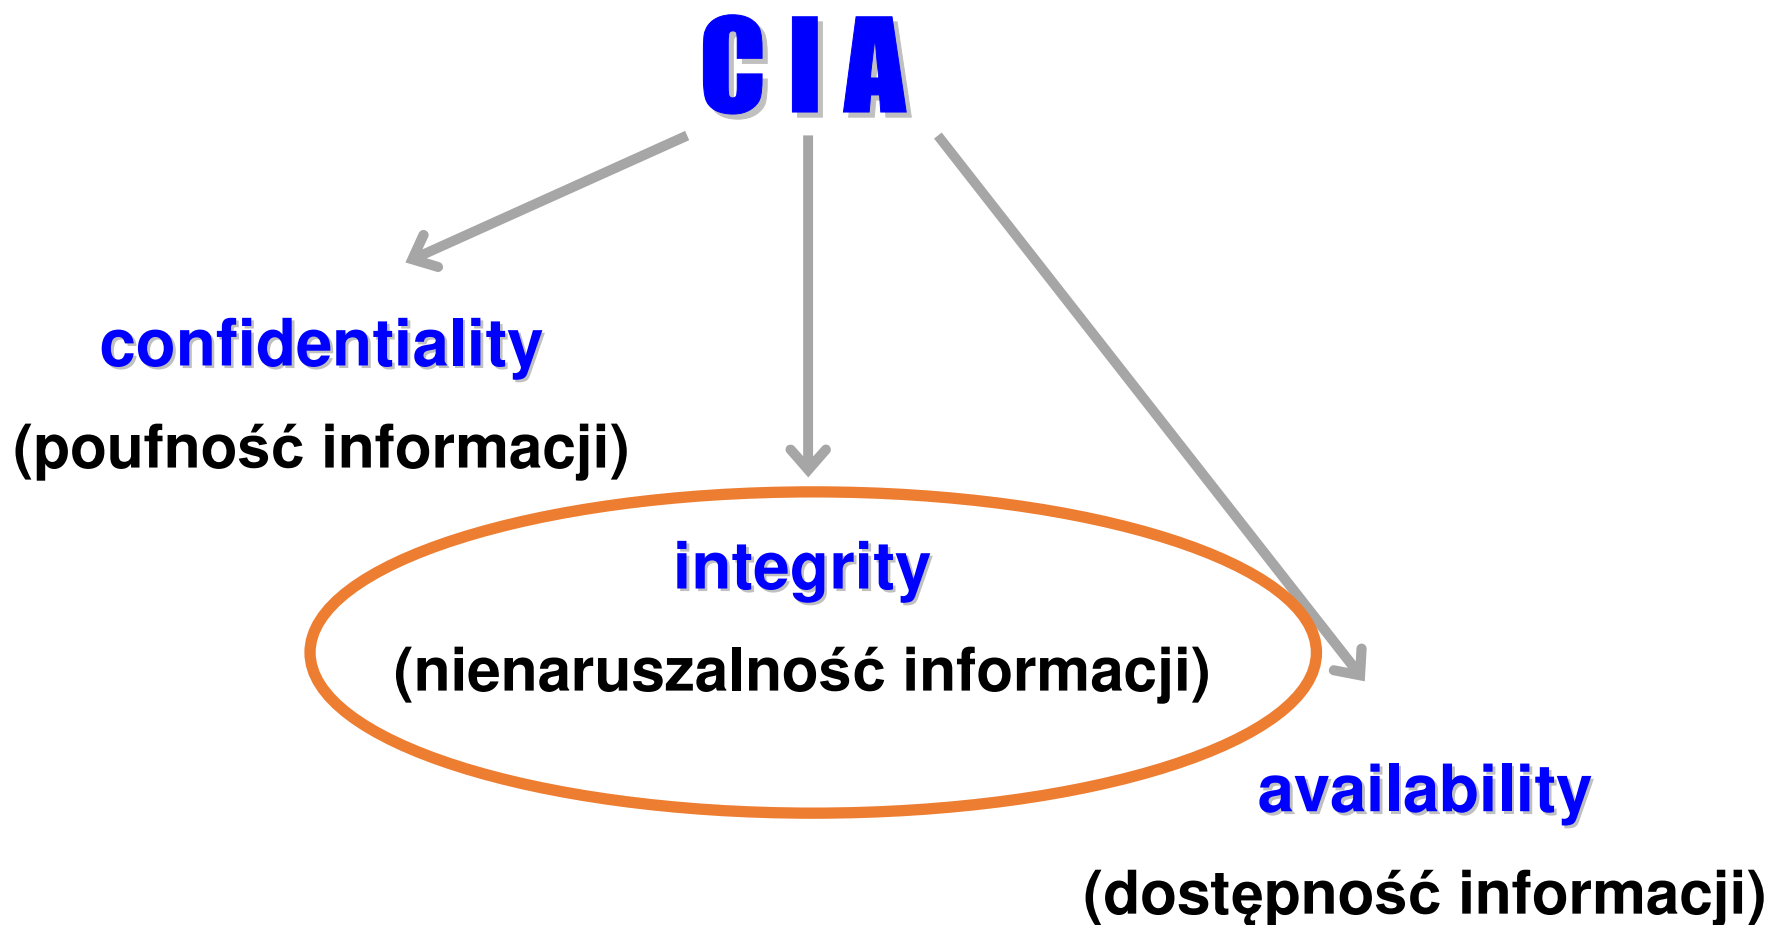 C I A
confidentiality
(poufność informacji)
integrity
(nienaruszalność informacji)
availability
(dostępność informacji)